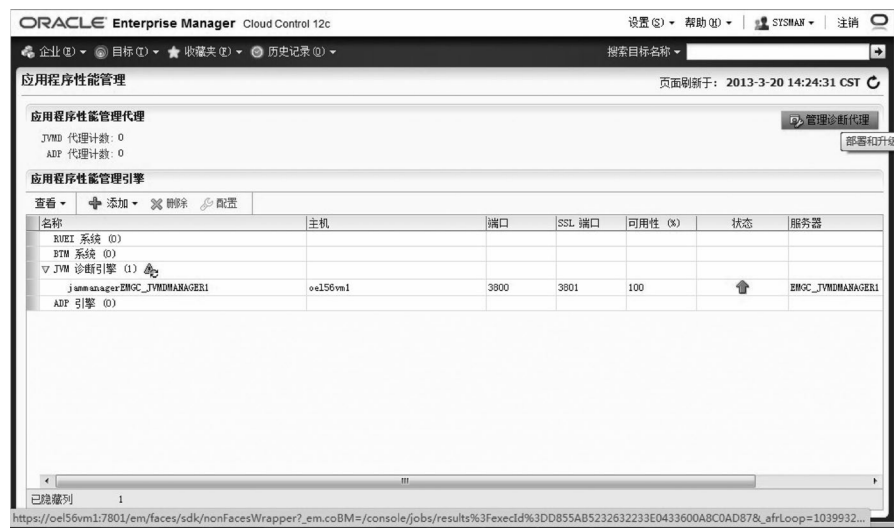 ORACLE Enterprise Manager Cloud Control 12c 设置(S) 帮助(H) SYSMAN 注销
企业(E) 目标(T) 收藏夹(F) 历史记录(O) 搜索目标名称
应用程序性能管理 页面刷新于: 2013-3-20 14:24:31 CST
应用程序性能管理代理 管理诊断代理
JVMD 代理计数: 0 部署和升级
ADP 代理计数: 0
应用程序性能管理引擎
查看 添加 删除 配置
名称 主机 端口 SSL 端口 可用性 (%) 状态 服务器
RUEI 系统 (0)
BTM 系统 (0)
JVM 诊断引擎 (1)
jammanagerEMGC_JVMDMANAGER1 oel56vm1 3800 3801 100 EMGC_JVMDMANAGER1
ADP 引擎 (0)
已隐藏列 1
https://oel56vm1:7801/em/faces/sdk/nonFacesWrapper?_em.coBM=/console/jobs/results%3FexecId%3DD855AB5232632233E0433600A8C0AD87&_afrLoop=1039932...